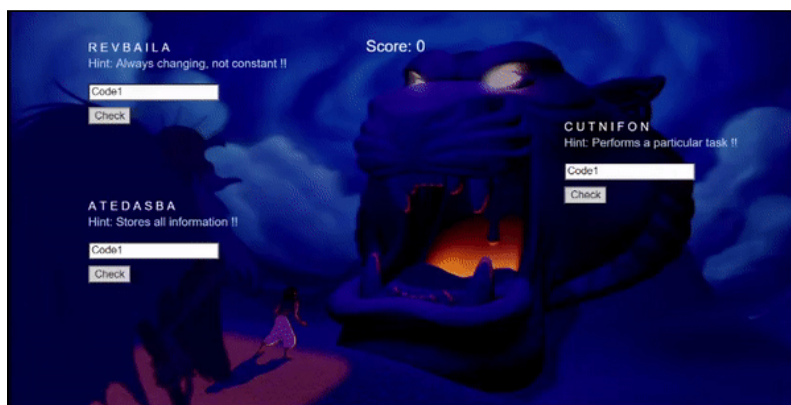 REVBAILA
Hint: Always changing, not constant !!
Code1
Check
Score: 0
CUTNIFON
Hint: Performs a particular task !!
Code1
Check
ATEDASBA
Hint: Stores all information !!
Code1
Check